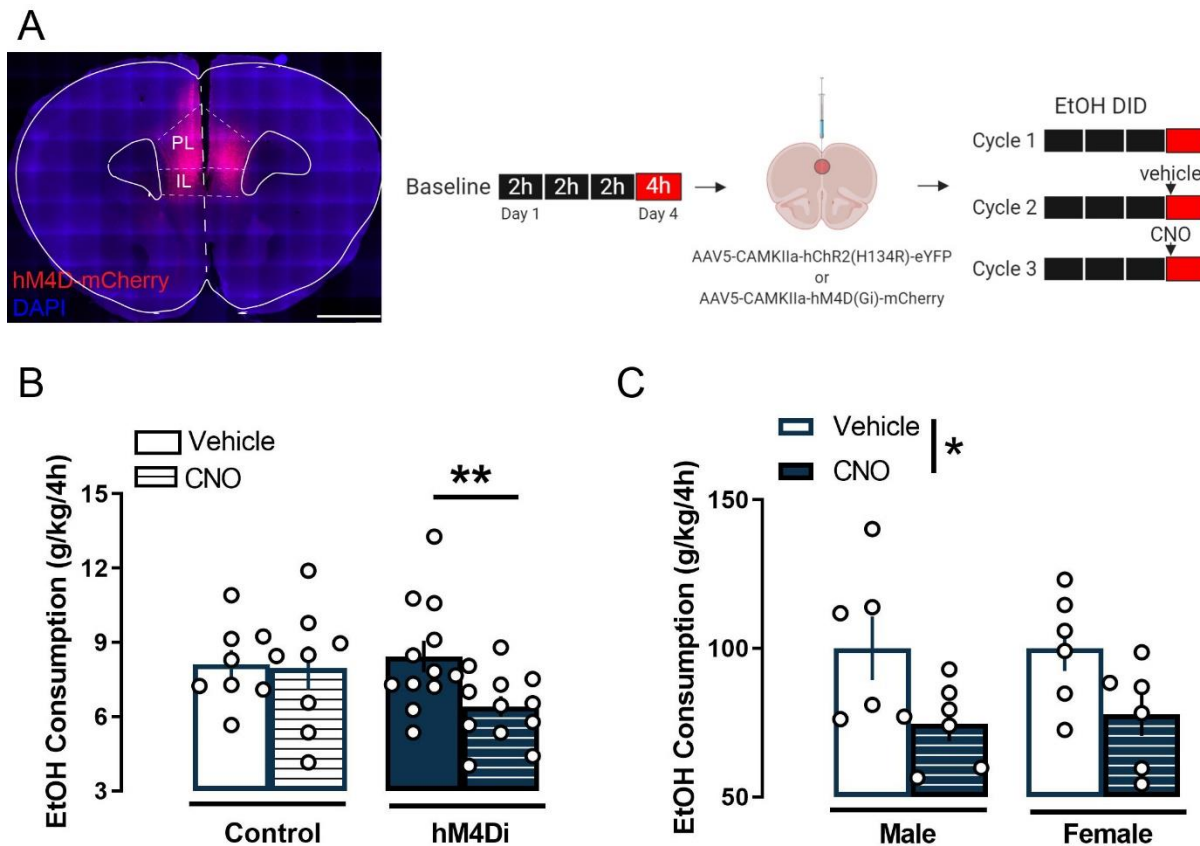 A
PL
IL
hM4D-mCherry
DAPI
Baseline 2h 2h 2h 4h
Day 1 Day 4
AAV5-CAMKIIa-hChR2(H134R)-eYFP
or
AAV5-CAMKIIa-hM4D(Gi)-mCherry
EtOH DID
Cycle 1
vehicle
Cycle 2
CNO
Cycle 3
B
Vehicle
CNO
**
EtOH Consumption (g/kg/4h)
15
12
9
6
3
Control hM4Di
C
Vehicle
CNO
*
EtOH Consumption (g/kg/4h)
150
100
50
Male Female